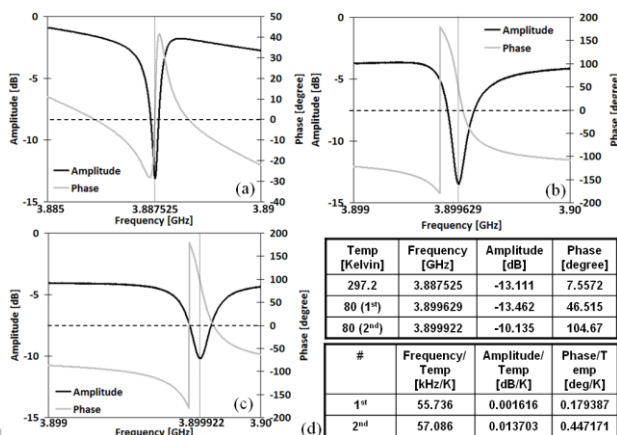 0
-5
-10
-15
Amplitude [dB]
50
40
30
20
10
0
-10
-20
-30
-40
Phase [degree]
Amplitude
Phase
(a)
3.885
3.887525
3.89
Frequency [GHz]
0
-5
-10
-15
Amplitude [dB]
200
150
100
50
0
-50
-100
-150
-200
Phase [degree]
Amplitude
Phase
(b)
3.899
3.899629
3.90
Frequency [GHz]
0
-5
-10
-15
Amplitude [dB]
200
150
100
50
0
-50
-100
-150
-200
Phase [degree]
Amplitude
Phase
(c)
3.899
3.899922
3.90
Frequency [GHz]
Temp [Kelvin] Frequency [GHz] Amplitude [dB] Phase [degree]
297.2 3.887525 -13.111 7.5572
80 (1st) 3.899629 -13.462 46.515
80 (2nd) 3.899922 -10.135 104.67
# Frequency/ Temp [kHz/K] Amplitude/ Temp [dB/K] Phase/T emp [deg/K]
1st 55.736 0.001616 0.179387
2nd 57.086 0.013703 0.447171
(d)